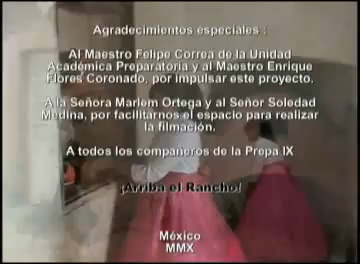 Agradecimientos especiales :
Al Maestro Felipe Correa de la Unidad
Académica Preparatoria y al Maestro Enrique
Flores Coronado, por impulsar este proyecto.
A la Señora Marlem Ortega y al Señor Soledad
Medina, por facilitarnos el espacio para realizar
la filmación.
A todos los compañeros de la Prepa IX
¡Arriba el Rancho!
México
MMX